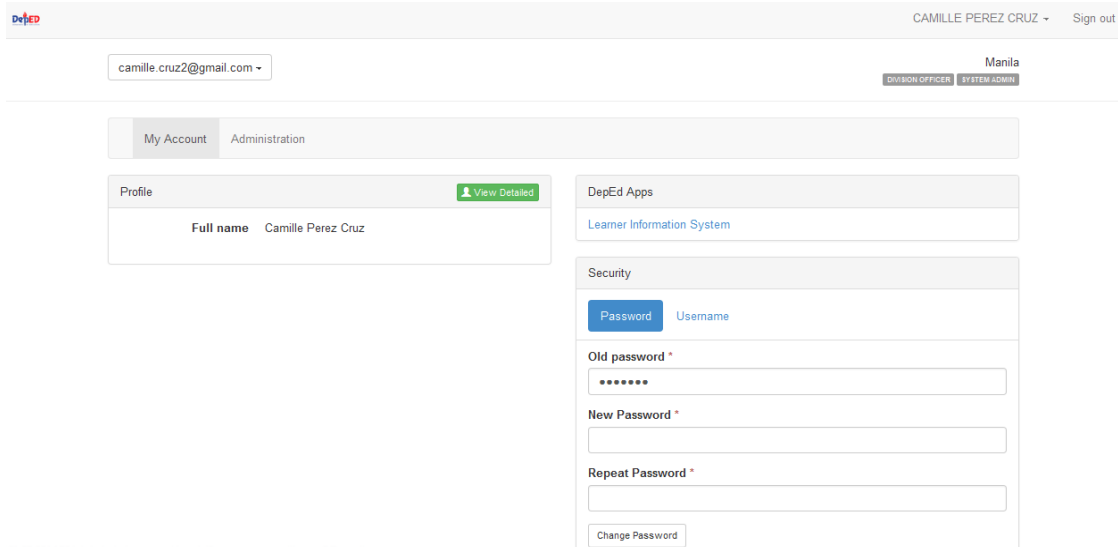 DepED
CAMILLE PEREZ CRUZ
Sign out
camille.cruz2@gmail.com
Manila
DIVISION OFFICER
SYSTEM ADMIN
My Account
Administration
Profile
View Detailed
Full name Camille Perez Cruz
DepEd Apps
Learner Information System
Security
Password
Username
Old password *
•••••••
New Password *
Repeat Password *
Change Password